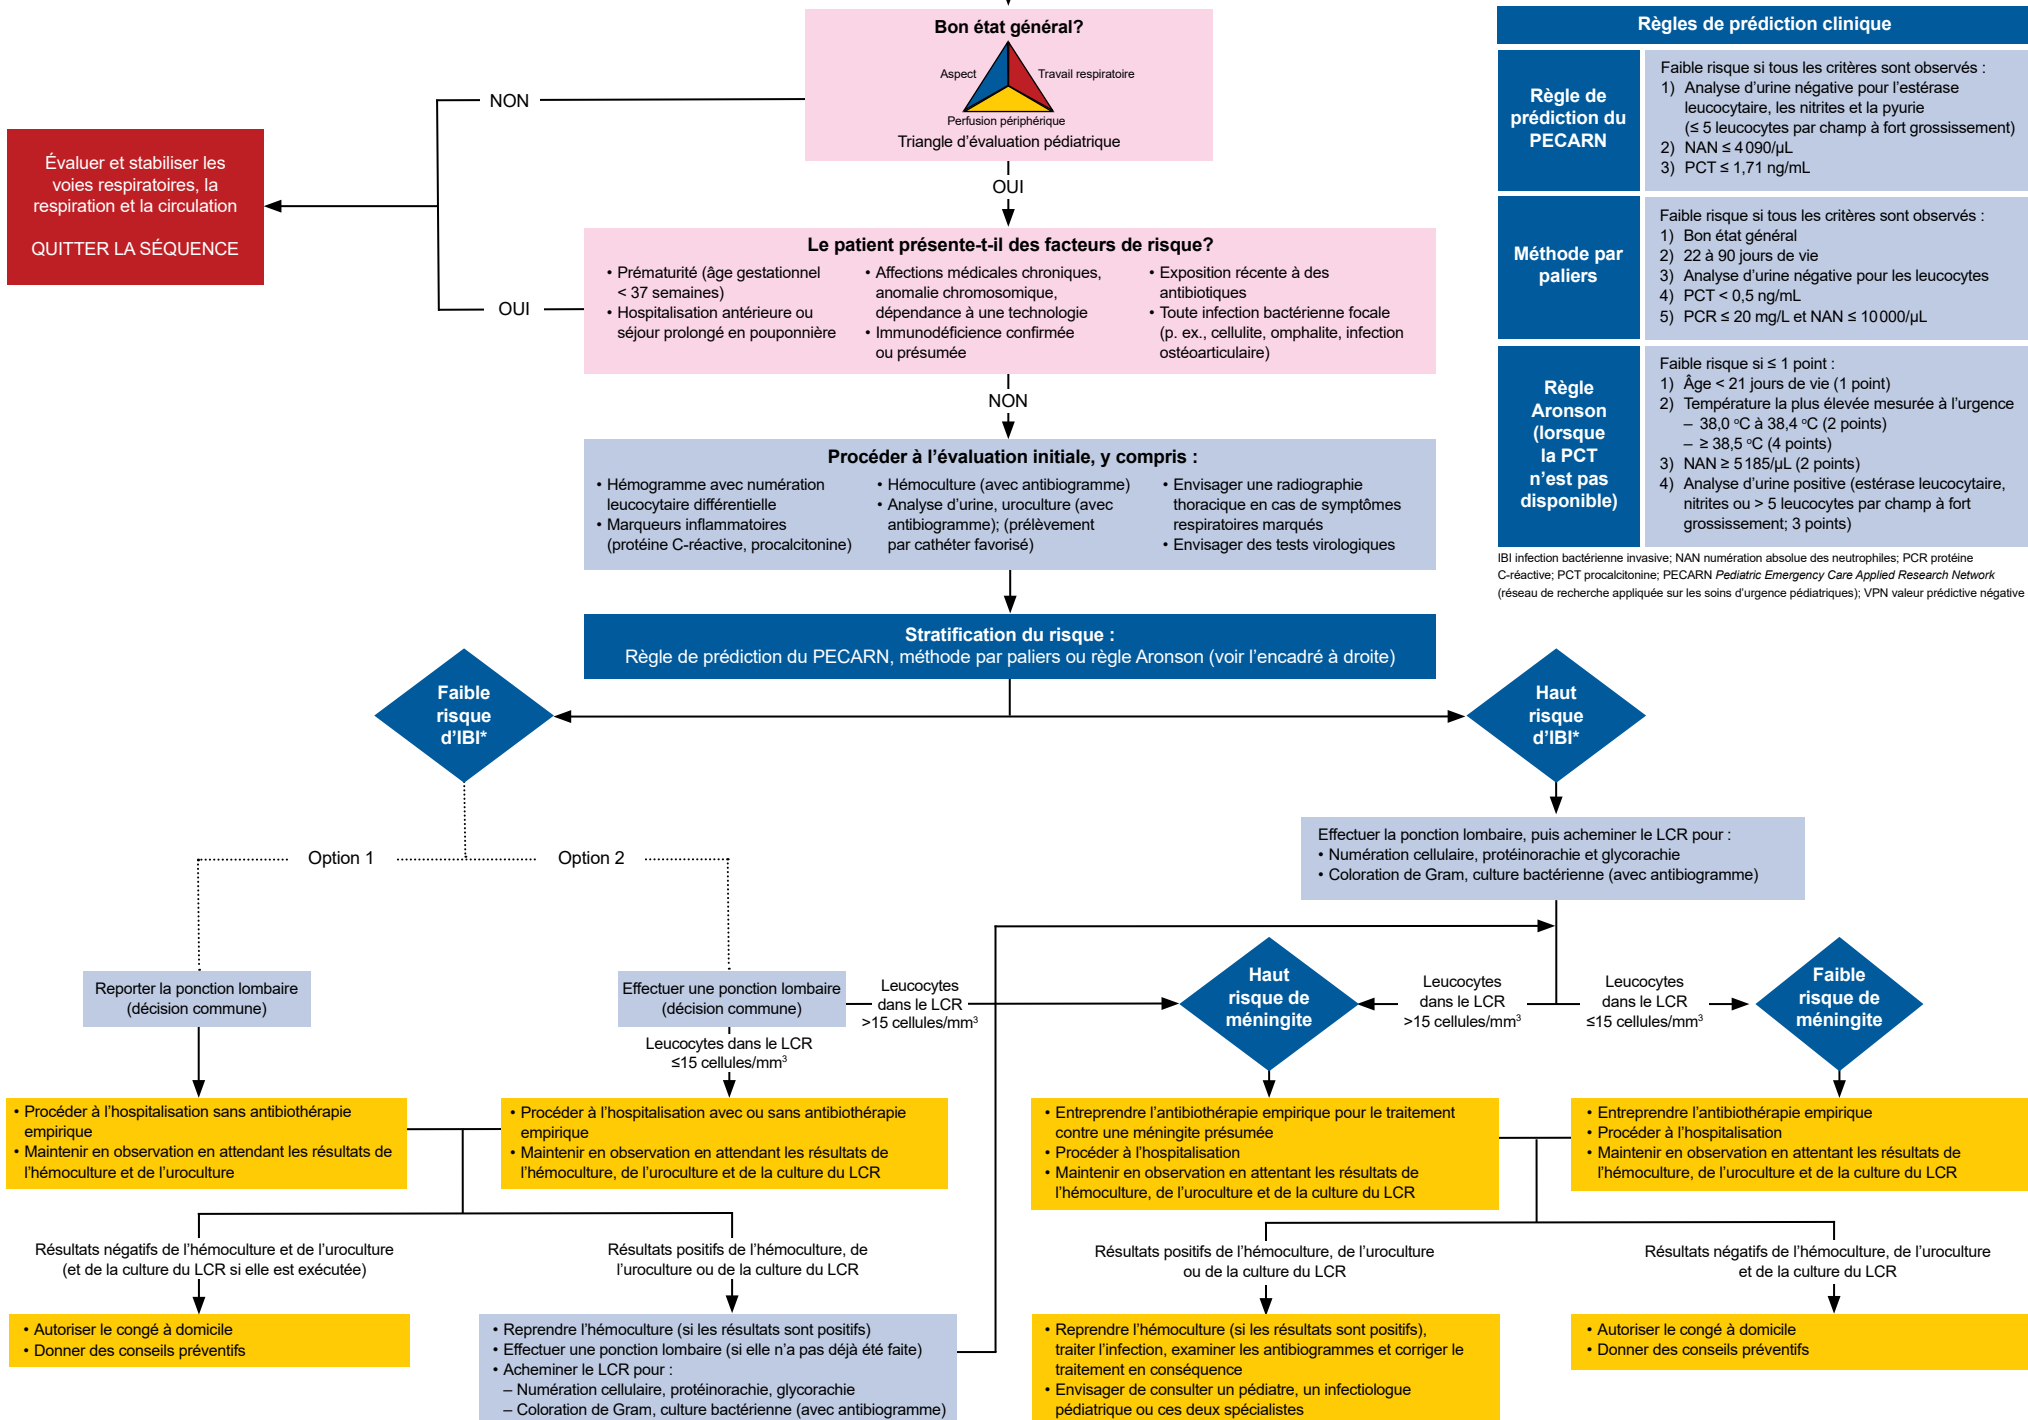 Bon état général?
Aspect
Travail respiratoire
Perfusion périphérique
Triangle d’évaluation pédiatrique
NON
OUI
Évaluer et stabiliser les
voies respiratoires, la
respiration et la circulation
QUITTER LA SÉQUENCE
OUI
Le patient présente-t-il des facteurs de risque?
• Prématurité (âge gestationnel
< 37 semaines)
• Hospitalisation antérieure ou
séjour prolongé en pouponnière
• Affections médicales chroniques,
anomalie chromosomique,
dépendance à une technologie
• Immunodéficience confirmée
ou présumée
• Exposition récente à des
antibiotiques
• Toute infection bactérienne focale
(p. ex., cellulite, omphalite, infection
ostéoarticulaire)
NON
Procéder à l’évaluation initiale, y compris :
• Hémogramme avec numération
leucocytaire différentielle
• Marqueurs inflammatoires
(protéine C-réactive, procalcitonine)
• Hémoculture (avec antibiogramme)
• Analyse d’urine, uroculture (avec
antibiogramme); (prélèvement
par cathéter favorisé)
• Envisager une radiographie
thoracique en cas de symptômes
respiratoires marqués
• Envisager des tests virologiques
Stratification du risque :
Règle de prédiction du PECARN, méthode par paliers ou règle Aronson (voir l’encadré à droite)
Règles de prédiction clinique
Règle de
prédiction du
PECARN
Faible risque si tous les critères sont observés :
1) Analyse d’urine négative pour l’estérase
leucocytaire, les nitrites et la pyurie
(≤ 5 leucocytes par champ à fort grossissement)
2) NAN ≤ 4 090/µL
3) PCT ≤ 1,71 ng/mL
Méthode par
paliers
Faible risque si tous les critères sont observés :
1) Bon état général
2) 22 à 90 jours de vie
3) Analyse d’urine négative pour les leucocytes
4) PCT < 0,5 ng/mL
5) PCR ≤ 20 mg/L et NAN ≤ 10 000/µL
Règle
Aronson
(lorsque
la PCT
n’est pas
disponible)
Faible risque si ≤ 1 point :
1) Âge < 21 jours de vie (1 point)
2) Température la plus élevée mesurée à l’urgence
– 38,0 °C à 38,4 °C (2 points)
– ≥ 38,5 °C (4 points)
3) NAN ≥ 5 185/µL (2 points)
4) Analyse d’urine positive (estérase leucocytaire,
nitrites ou > 5 leucocytes par champ à fort
grossissement; 3 points)
IBI infection bactérienne invasive; NAN numération absolue des neutrophiles; PCR protéine
C-réactive; PCT procalcitonine; PECARN Pediatric Emergency Care Applied Research Network
(réseau de recherche appliquée sur les soins d’urgence pédiatriques); VPN valeur prédictive négative
Faible
risque
d’IBI*
Haut
risque
d’IBI*
Option 1
Option 2
Effectuer la ponction lombaire, puis acheminer le LCR pour :
• Numération cellulaire, protéinorachie et glycorachie
• Coloration de Gram, culture bactérienne (avec antibiogramme)
Reporter la ponction lombaire
(décision commune)
Effectuer une ponction lombaire
(décision commune)
Leucocytes
dans le LCR
>15 cellules/mm³
Leucocytes dans le LCR
≤15 cellules/mm³
Haut
risque de
méningite
Leucocytes
dans le LCR
>15 cellules/mm³
Leucocytes
dans le LCR
≤15 cellules/mm³
Faible
risque de
méningite
• Procéder à l’hospitalisation sans antibiothérapie
empirique
• Maintenir en observation en attendant les résultats de
l’hémoculture et de l’uroculture
• Procéder à l’hospitalisation avec ou sans antibiothérapie
empirique
• Maintenir en observation en attendant les résultats de
l’hémoculture, de l’uroculture et de la culture du LCR
• Entreprendre l’antibiothérapie empirique pour le traitement
contre une méningite présumée
• Procéder à l’hospitalisation
• Maintenir en observation en attentant les résultats de
l’hémoculture, de l’uroculture et de la culture du LCR
• Entreprendre l’antibiothérapie empirique
• Procéder à l’hospitalisation
• Maintenir en observation en attentant les résultats de
l’hémoculture, de l’uroculture et de la culture du LCR
Résultats négatifs de l’hémoculture et de l’uroculture
(et de la culture du LCR si elle est exécutée)
Résultats positifs de l’hémoculture, de
l’uroculture ou de la culture du LCR
Résultats positifs de l’hémoculture, de l’uroculture
ou de la culture du LCR
Résultats négatifs de l’hémoculture, de l’uroculture
et de la culture du LCR
• Autoriser le congé à domicile
• Donner des conseils préventifs
• Reprendre l’hémoculture (si les résultats sont positifs)
• Effectuer une ponction lombaire (si elle n’a pas déjà été faite)
• Acheminer le LCR pour :
– Numération cellulaire, protéinorachie, glycorachie
– Coloration de Gram, culture bactérienne (avec antibiogramme)
• Reprendre l’hémoculture (si les résultats sont positifs),
traiter l’infection, examiner les antibiogrammes et corriger le
traitement en conséquence
• Envisager de consulter un pédiatre, un infectiologue
pédiatrique ou ces deux spécialistes
• Autoriser le congé à domicile
• Donner des conseils préventifs